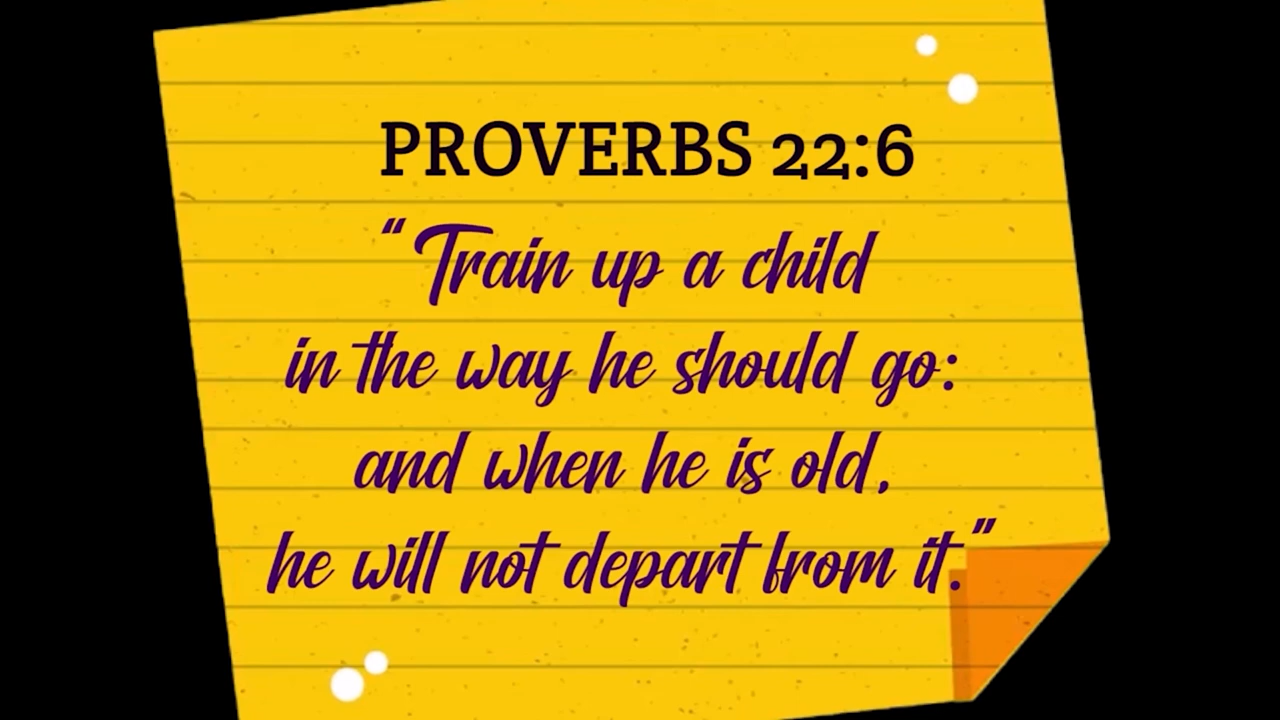 PROVERBS 22:6
“Train up a child
in the way he should go:
and when he is old,
he will not depart from it.”